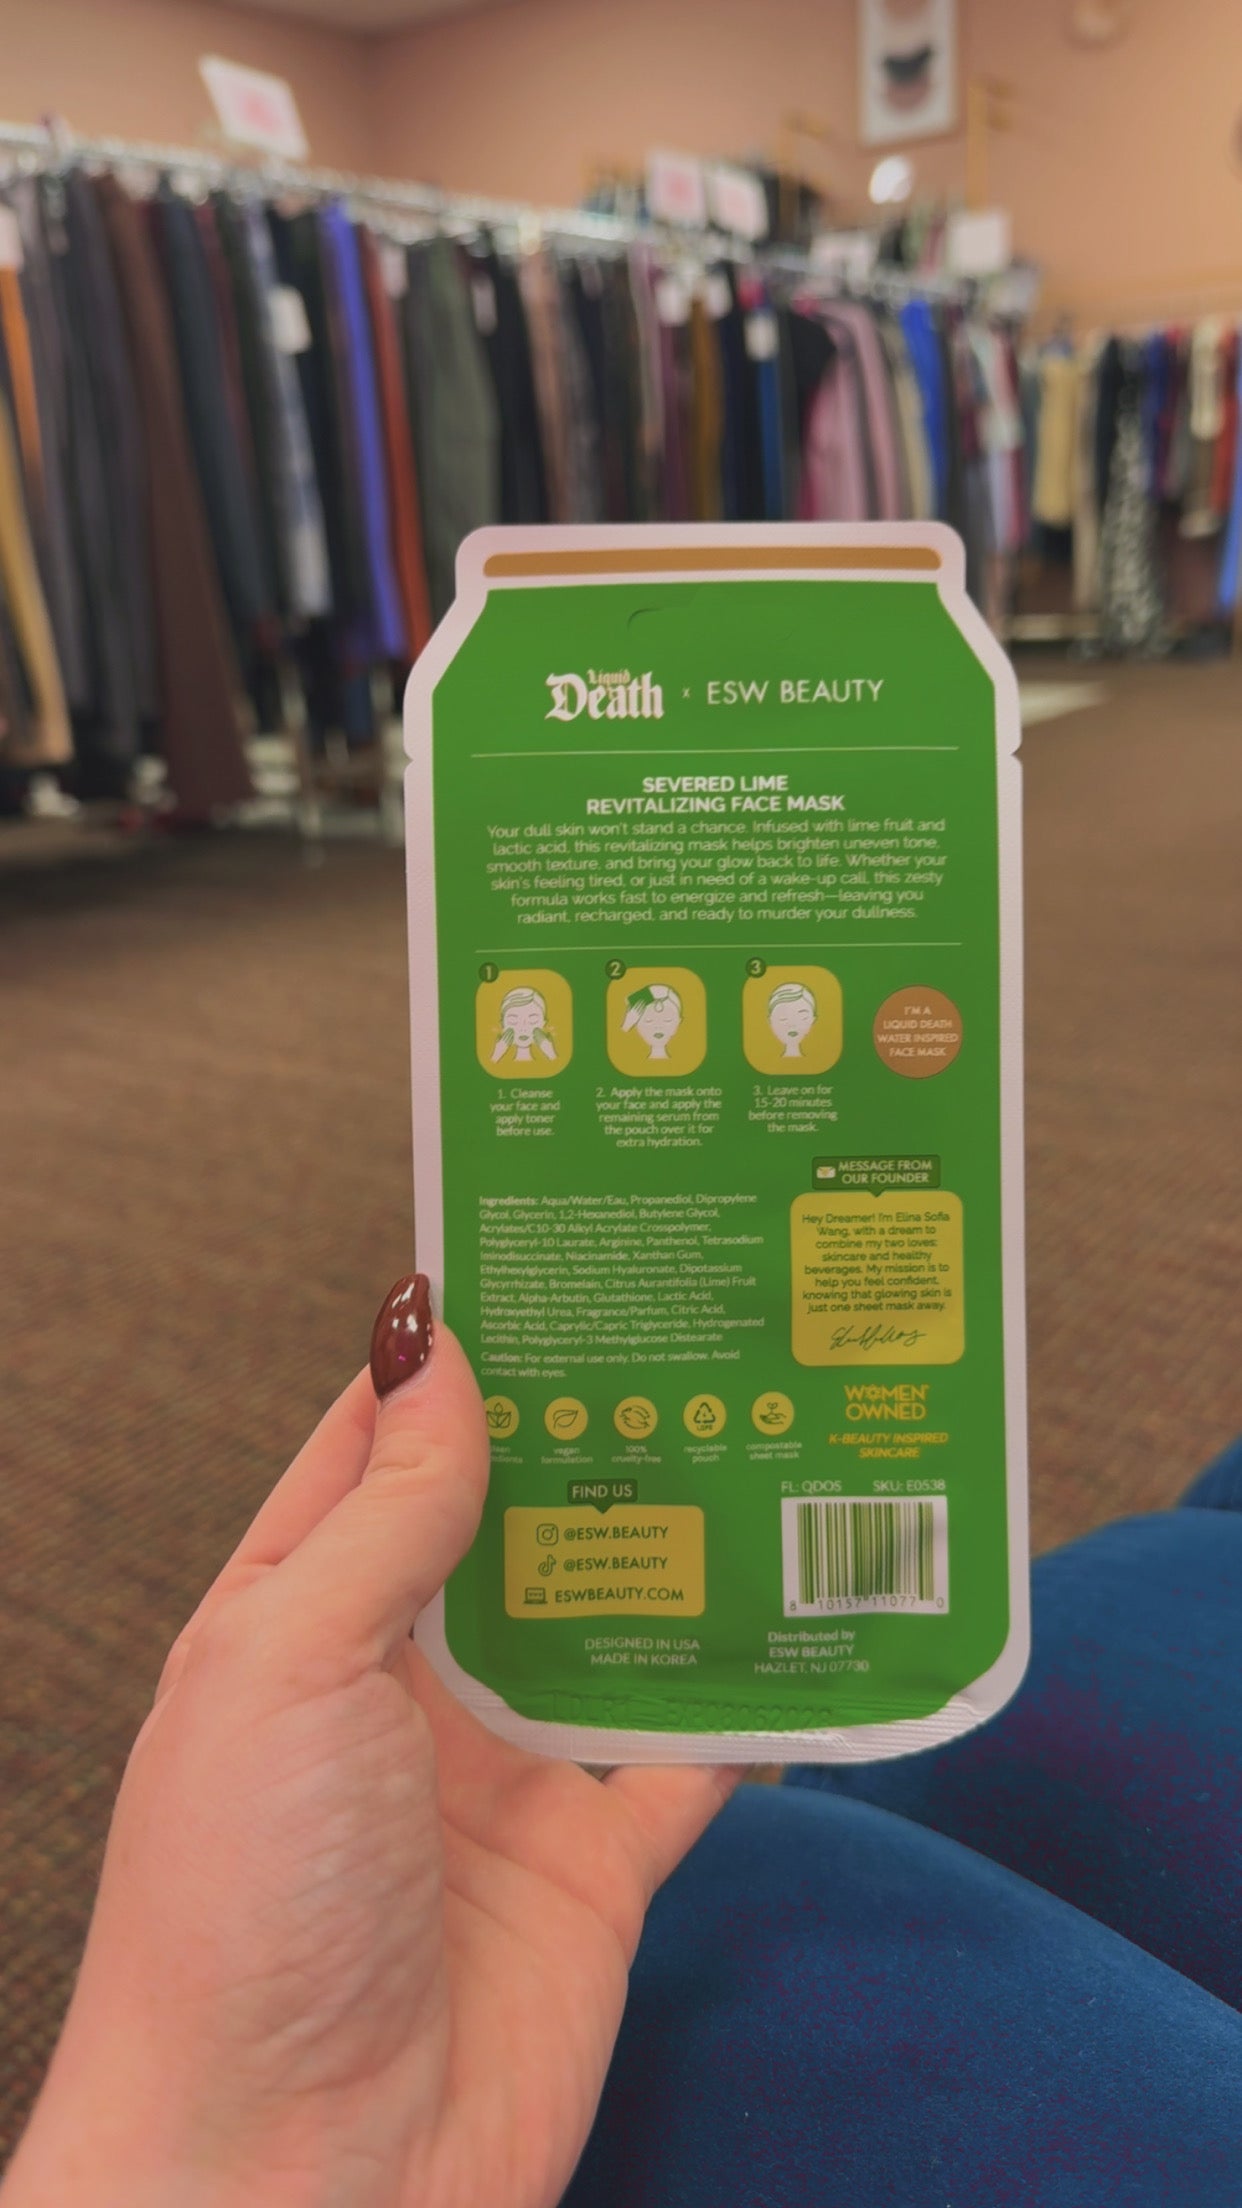 Liquid
Death x ESW BEAUTY
SEVERED LIME
REVITALIZING FACE MASK
Your dull skin won't stand a chance. Infused with lime fruit and
lactic acid, this revitalizing mask helps brighten uneven tone,
smooth texture, and bring your glow back to life. Whether your
skin's feeling tired, or just in need of a wake-up call, this zesty
formula works fast to energize and refresh—leaving you
radiant, recharged, and ready to murder your dullness.
1
2
3
I'M A
LIQUID DEATH
WATER INSPIRED
FACE MASK
1. Cleanse
your face and
apply toner
before use.
2. Apply the mask onto
your face and apply the
remaining serum from
the pouch over it for
extra hydration.
3. Leave on for
15-20 minutes
before removing
the mask.
MESSAGE FROM
OUR FOUNDER
Hey Dreamer! I'm Elina Sofia
Wang, with a dream to
combine my two loves:
skincare and healthy
beverages. My mission is to
help you feel confident,
knowing that glowing skin is
just one sheet mask away.
Ingredients: Aqua/Water/Eau, Propanediol, Dipropylene
Glycol, Glycerin, 1,2-Hexanediol, Butylene Glycol,
Acrylates/C10-30 Alkyl Acrylate Crosspolymer,
Polyglyceryl-10 Laurate, Arginine, Panthenol, Tetrasodium
Iminodisuccinate, Niacinamide, Xanthan Gum,
Ethylhexylglycerin, Sodium Hyaluronate, Dipotassium
Glycyrrhizate, Bromelain, Citrus Aurantifolia (Lime) Fruit
Extract, Alpha-Arbutin, Glutathione, Lactic Acid,
Hydroxyethyl Urea, Fragrance/Parfum, Citric Acid,
Ascorbic Acid, Caprylic/Capric Triglyceride, Hydrogenated
Lecithin, Polyglyceryl-3 Methylglucose Distearate
Caution: For external use only. Do not swallow. Avoid
contact with eyes.
vegan
formulation
100%
cruelty-free
recyclable
pouch
compostable
sheet mask
WOMEN
OWNED
K-BEAUTY INSPIRED
SKINCARE
FIND US
@ESW.BEAUTY
@ESW.BEAUTY
ESWBEAUTY.COM
FL: QD05 SKU: E0538
8 10157 11077 0
DESIGNED IN USA
MADE IN KOREA
Distributed by
ESW BEAUTY
HAZLET, NJ 07730